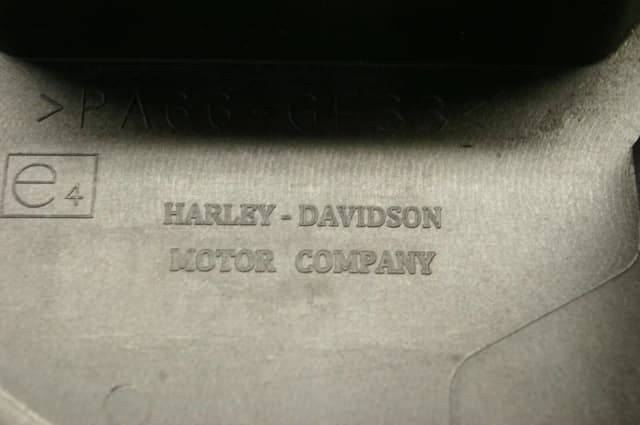 >PA66-GF33<
e4
HARLEY - DAVIDSON
MOTOR COMPANY